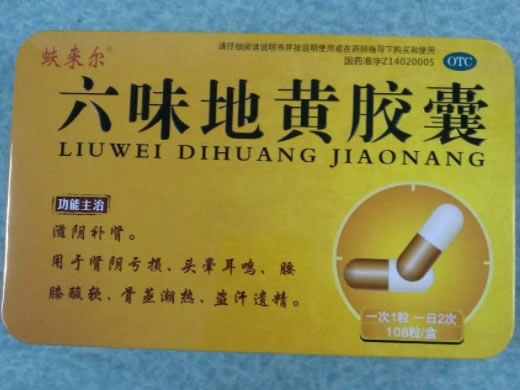 蚨来尔®
请仔细阅读说明书并按说明使用或在药师指导下购买和使用
国药准字Z14020005
OTC
六味地黄胶囊
LIUWEI DIHUANG JIAONANG
功能主治
滋阴补肾。
用于肾阴亏损、头晕耳鸣、腰
膝酸软、骨蒸潮热、盗汗遗精。
一次1粒 一日2次
108粒/盒